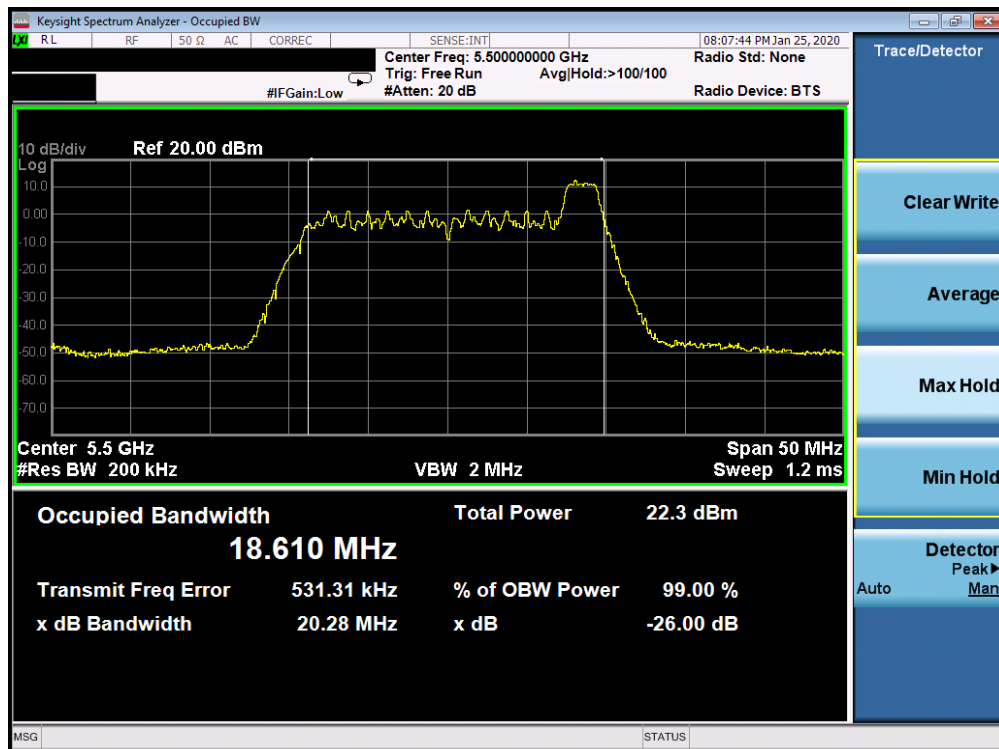 Keysight Spectrum Analyzer - Occupied BW
LXI RL RF 50 Ω AC CORREC SENSE:INT 08:07:44 PM Jan 25, 2020
Center Freq: 5.500000000 GHz Radio Std: None
Trig: Free Run Avg|Hold:>100/100
#IFGain:Low #Atten: 20 dB Radio Device: BTS
10 dB/div Ref 20.00 dBm
Log
10.0
0.00
-10.0
-20.0
-30.0
-40.0
-50.0
-60.0
-70.0
Center 5.5 GHz Span 50 MHz
#Res BW 200 kHz VBW 2 MHz Sweep 1.2 ms
Occupied Bandwidth Total Power 22.3 dBm
18.610 MHz
Transmit Freq Error 531.31 kHz % of OBW Power 99.00 %
x dB Bandwidth 20.28 MHz x dB -26.00 dB
MSG STATUS
Trace/Detector
Clear Write
Average
Max Hold
Min Hold
Detector
Peak▶
Auto Man